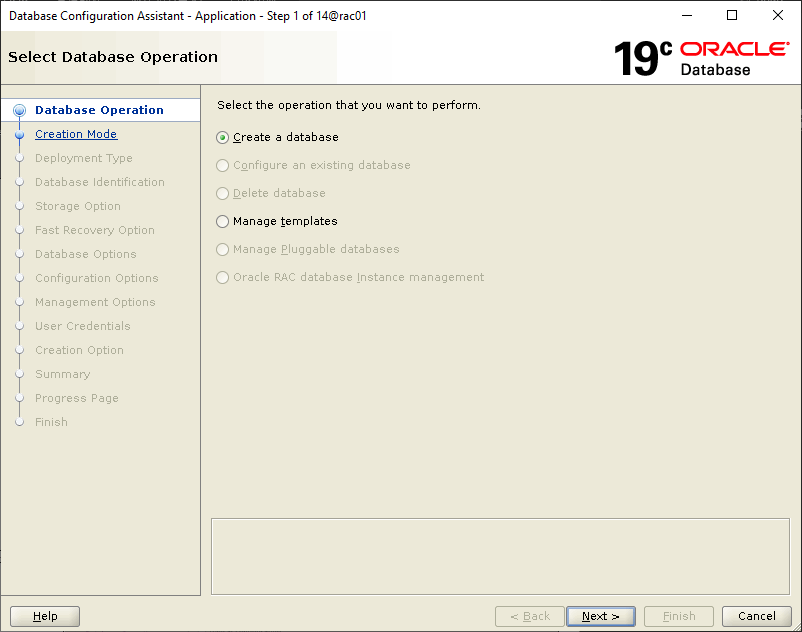 Database Configuration Assistant - Application - Step 1 of 14@rac01
Select Database Operation
19c ORACLE
Database
Database Operation
Creation Mode
Deployment Type
Database Identification
Storage Option
Fast Recovery Option
Database Options
Configuration Options
Management Options
User Credentials
Creation Option
Summary
Progress Page
Finish
Select the operation that you want to perform.
Create a database
Configure an existing database
Delete database
Manage templates
Manage Pluggable databases
Oracle RAC database Instance management
Help
< Back
Next >
Finish
Cancel